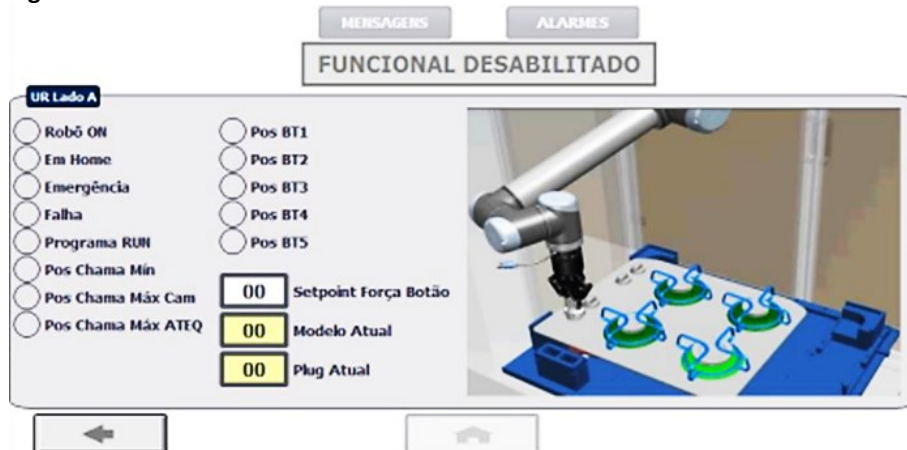 MENSAGENS ALARMES
FUNCIONAL DESABILITADO
UR Lado A
Robô ON
Em Home
Emergência
Falha
Programa RUN
Pos Chama Mín
Pos Chama Máx Cam
Pos Chama Máx ATEQ
Pos BT1
Pos BT2
Pos BT3
Pos BT4
Pos BT5
00 Setpoint Força Botão
00 Modelo Atual
00 Plug Atual